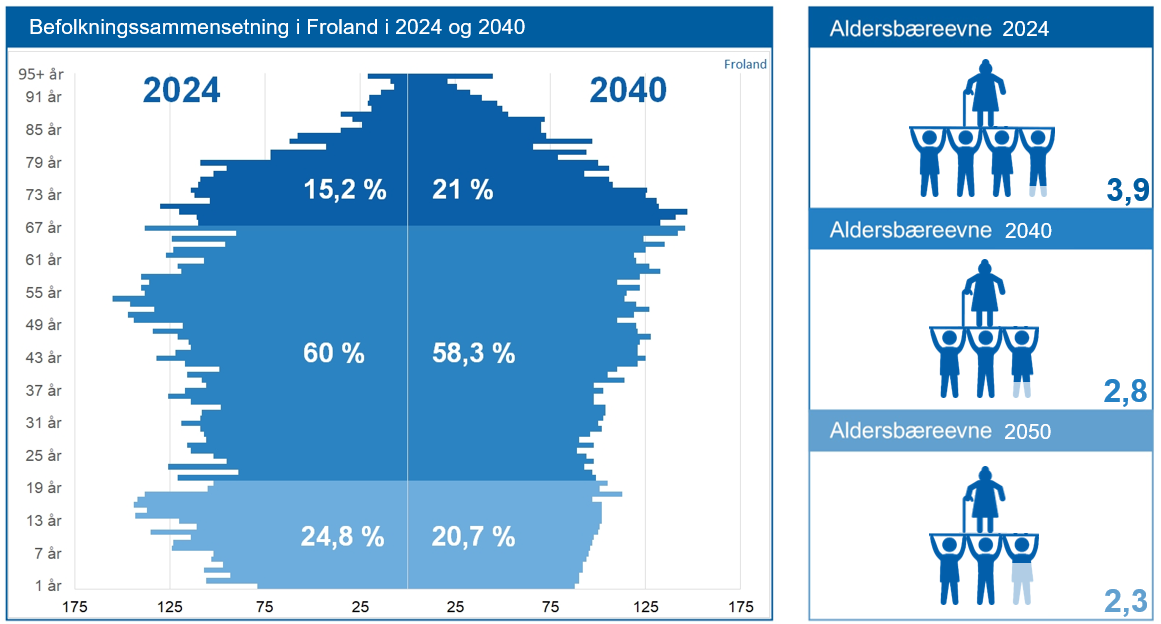 Befolkningssammensetning i Froland i 2024 og 2040
Froland
2024
2040
95+ år
91 år
85 år
79 år
73 år
67 år
61 år
55 år
49 år
43 år
37 år
31 år
25 år
19 år
13 år
7 år
1 år
15,2 %
21 %
60 %
58,3 %
24,8 %
20,7 %
175 125 75 25 25 75 125 175
Aldersbæreevne 2024
3,9
Aldersbæreevne 2040
2,8
Aldersbæreevne 2050
2,3